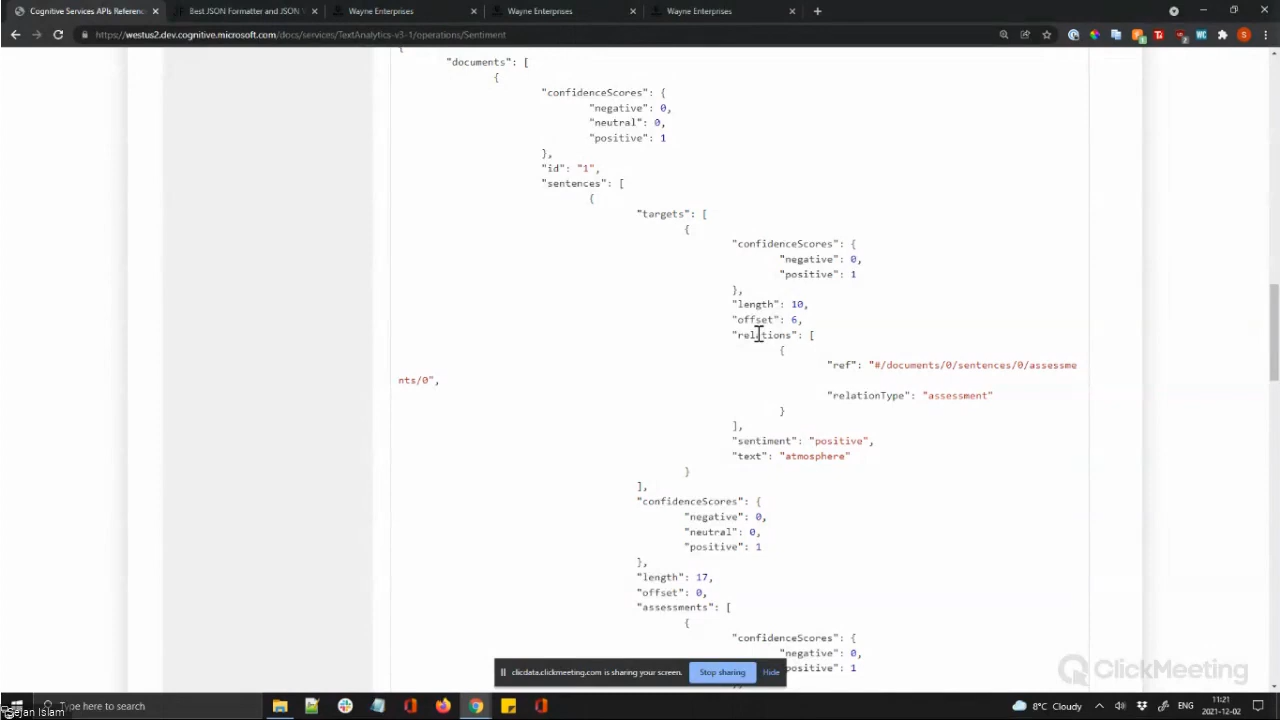 Cognitive Services APIs Referenc
Best JSON Formatter and JSON V
Wayne Enterprises
Wayne Enterprises
Wayne Enterprises
https://westus2.dev.cognitive.microsoft.com/docs/services/TextAnalytics-v3-1/operations/Sentiment
{
"documents": [
{
"confidenceScores": {
"negative": 0,
"neutral": 0,
"positive": 1
},
"id": "1",
"sentences": [
{
"targets": [
{
"confidenceScores": {
"negative": 0,
"positive": 1
},
"length": 10,
"offset": 6,
"relations": [
{
"ref": "#/documents/0/sentences/0/assessme
nts/0",
"relationType": "assessment"
}
],
"sentiment": "positive",
"text": "atmosphere"
}
],
"confidenceScores": {
"negative": 0,
"neutral": 0,
"positive": 1
},
"length": 17,
"offset": 0,
"assessments": [
{
"confidenceScores": {
"negative": 0,
positive": 1
clicdata.clickmeeting.com is sharing your screen.
Stop sharing
Hide
ClickMeeting
Type here to search
Sejan Islam
8°C Cloudy
ENG
11:21
2021-12-02